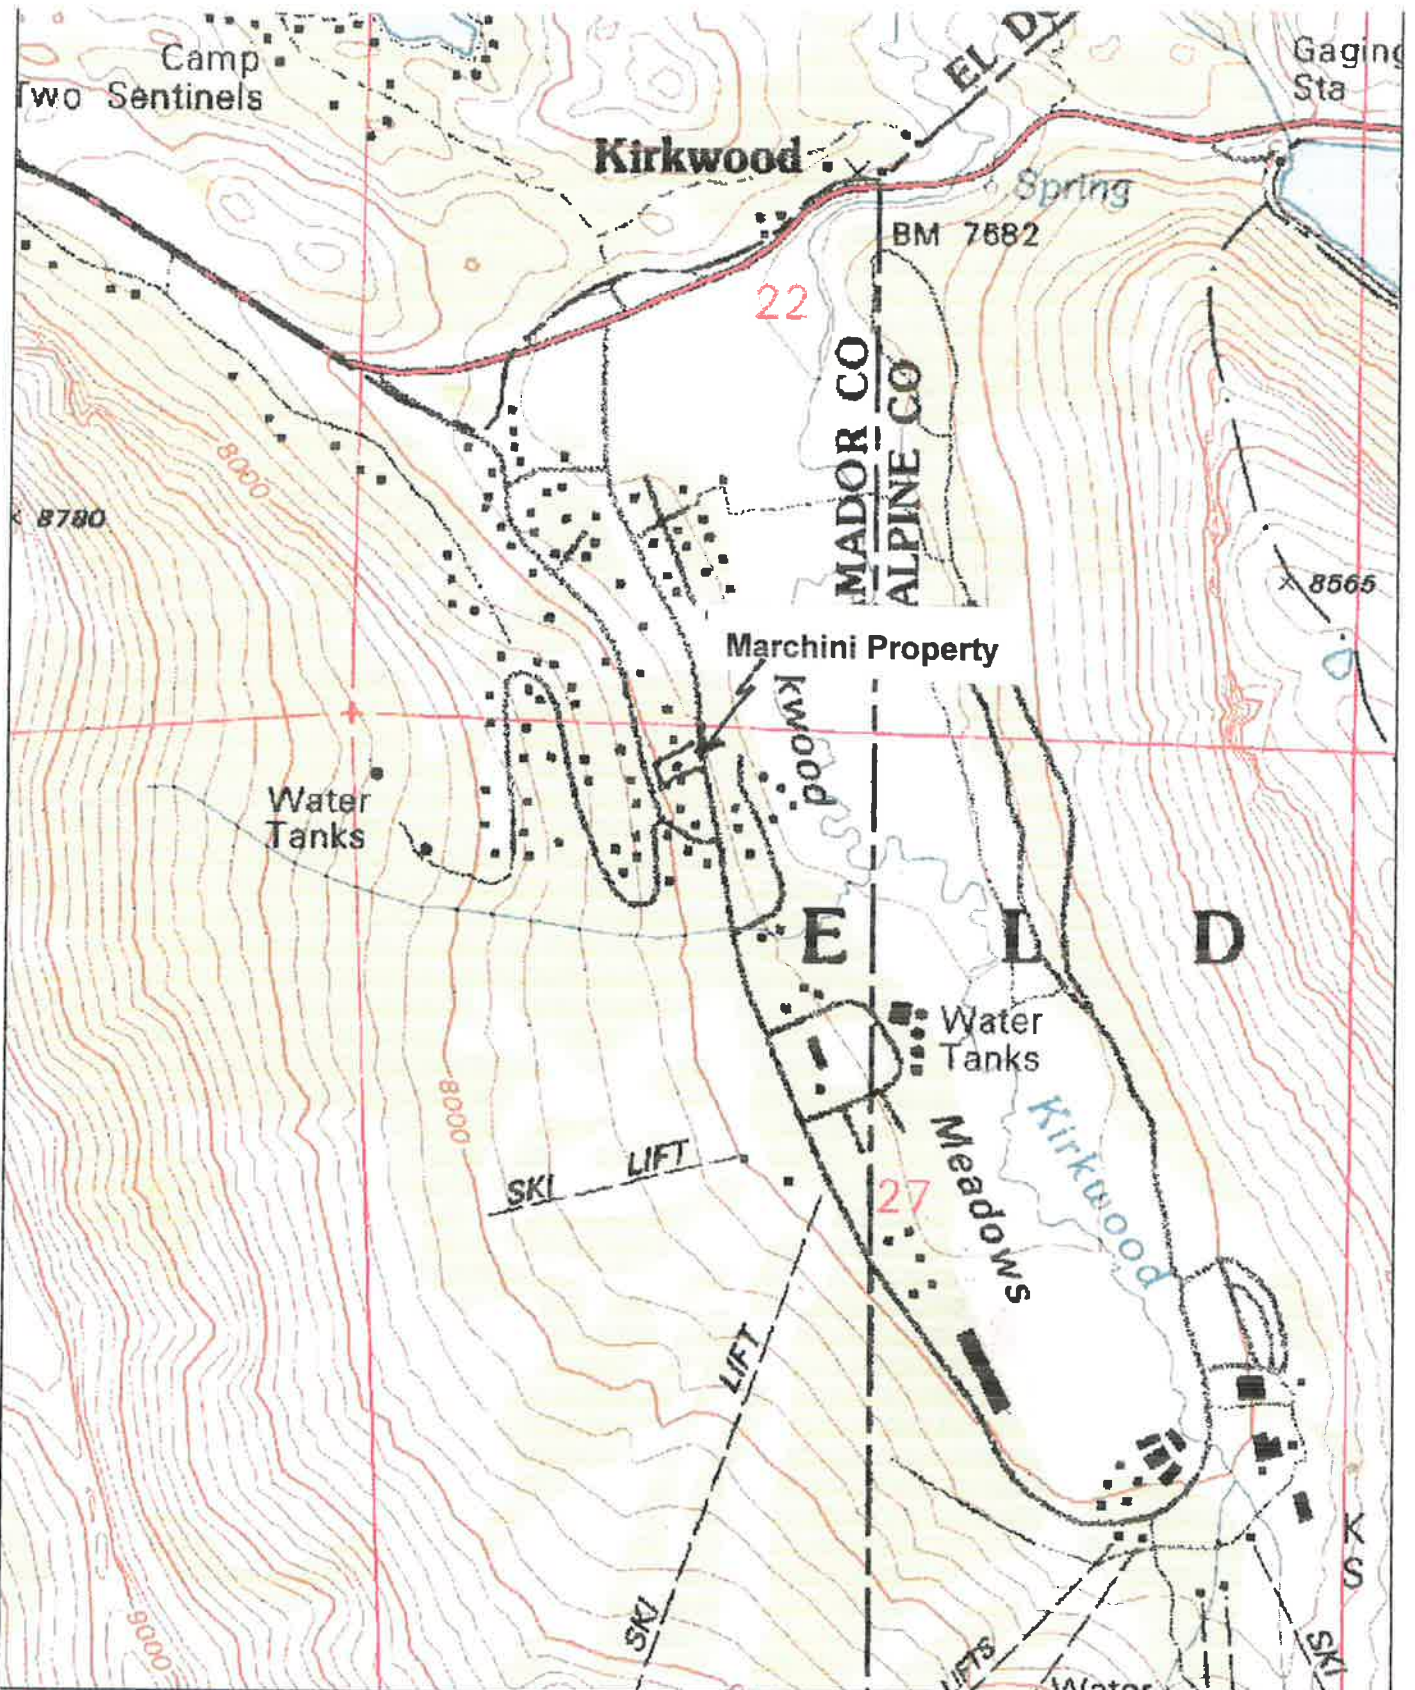 Camp
Two Sentinels
EL D
Gaging
Sta
Kirkwood
Spring
BM 7682
22
AMADOR CO
ALPINE CO
8000
8780
8565
Marchini Property
kwood
Water
Tanks
E L D
Water
Tanks
8000
Kirkwood
Meadows
SKI LIFT
27
LIFT
SKI
K
S
9000
LIFTS
SKI
Water